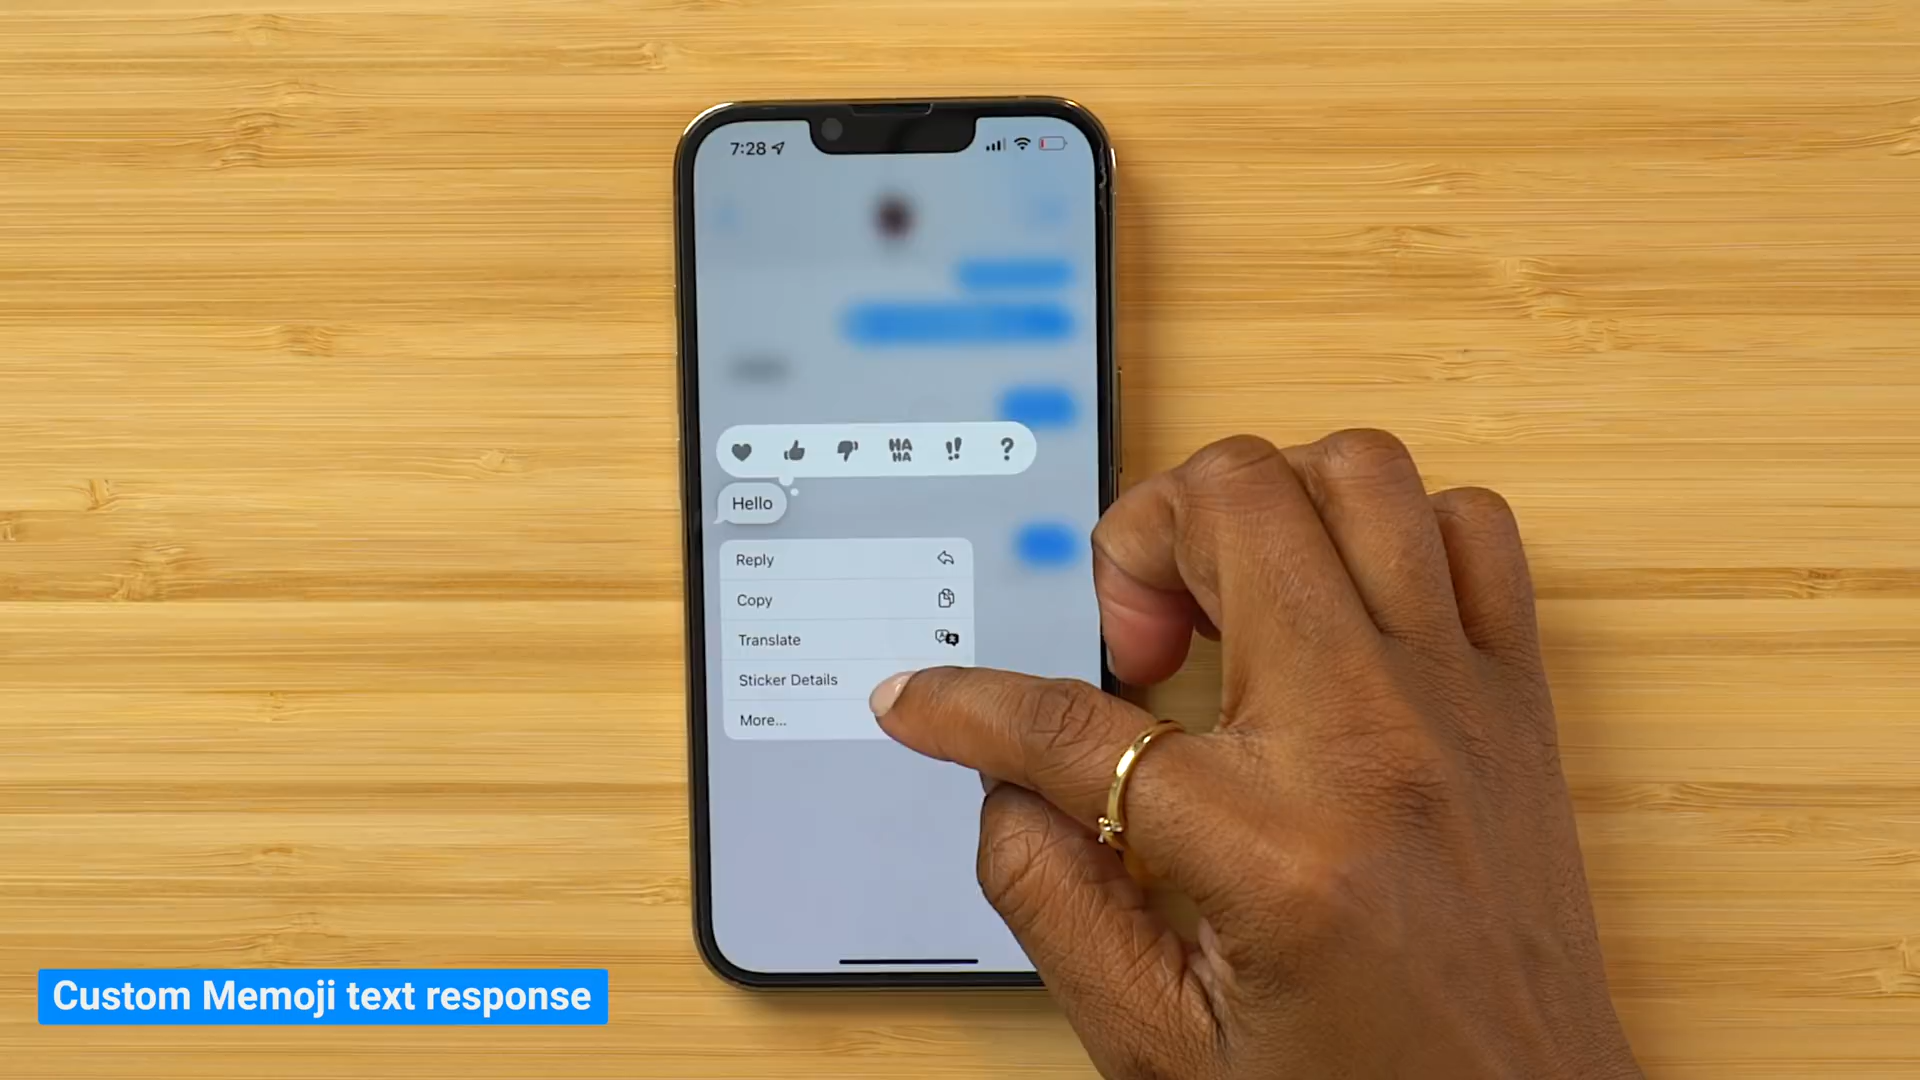 7:28
HA
HA
!!
?
Hello
Reply
Copy
Translate
Sticker Details
More...
Custom Memoji text response